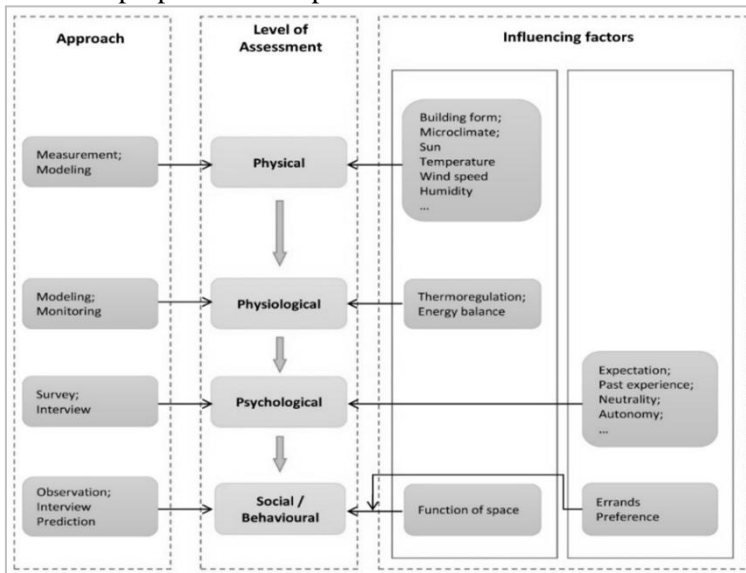 Approach
Level of
Assessment
Influencing factors
Measurement;
Modeling
Physical
Building form;
Microclimate;
Sun
Temperature
Wind speed
Humidity
...
Modeling;
Monitoring
Physiological
Thermoregulation;
Energy balance
Survey;
Interview
Psychological
Expectation;
Past experience;
Neutrality;
Autonomy;
...
Observation;
Interview
Prediction
Social /
Behavioural
Function of space
Errands
Preference